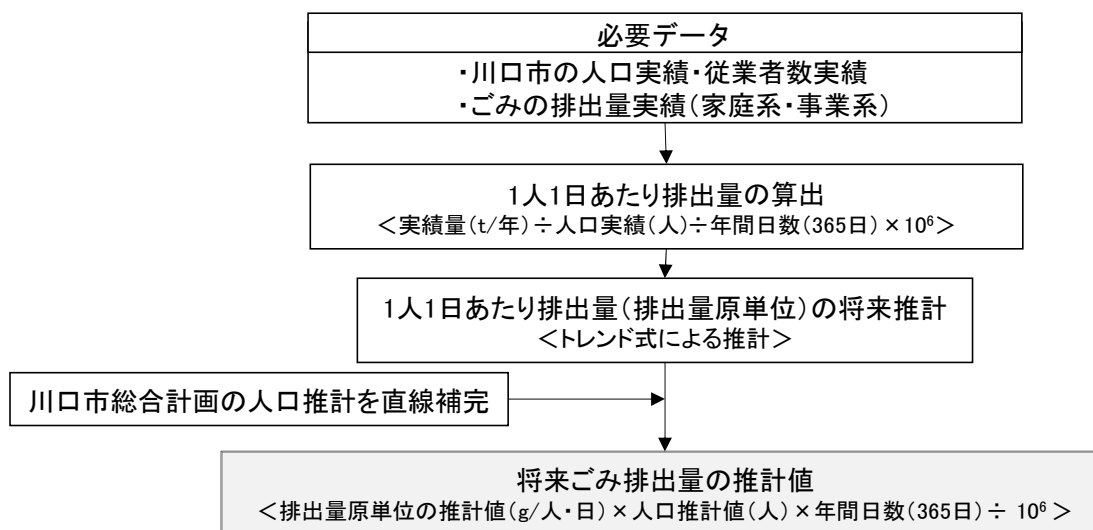 必要データ
・川口市の人口実績・従業者数実績
・ごみの排出量実績(家庭系・事業系)
1人1日あたり排出量の算出
＜実績量(t/年)÷人口実績(人)÷年間日数(365日)×10⁶＞
1人1日あたり排出量(排出量原単位)の将来推計
＜トレンド式による推計＞
川口市総合計画の人口推計を直線補完
将来ごみ排出量の推計値
＜排出量原単位の推計値(g/人・日)×人口推計値(人)×年間日数(365日)÷ 10⁶ ＞